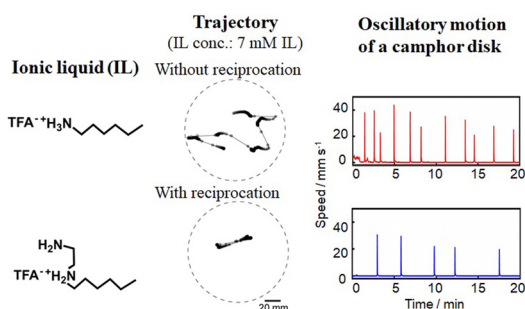 Trajectory
(IL conc.: 7 mM IL)
Oscillatory motion
of a camphor disk
Ionic liquid (IL)
Without reciprocation
TFA⁻⁺H₃N
With reciprocation
H₂N
TFA⁻⁺H₂N
20 mm
Speed / mm s⁻¹
40
20
0
0 5 10 15 20
40
20
0
0 5 10 15 20
Time / min